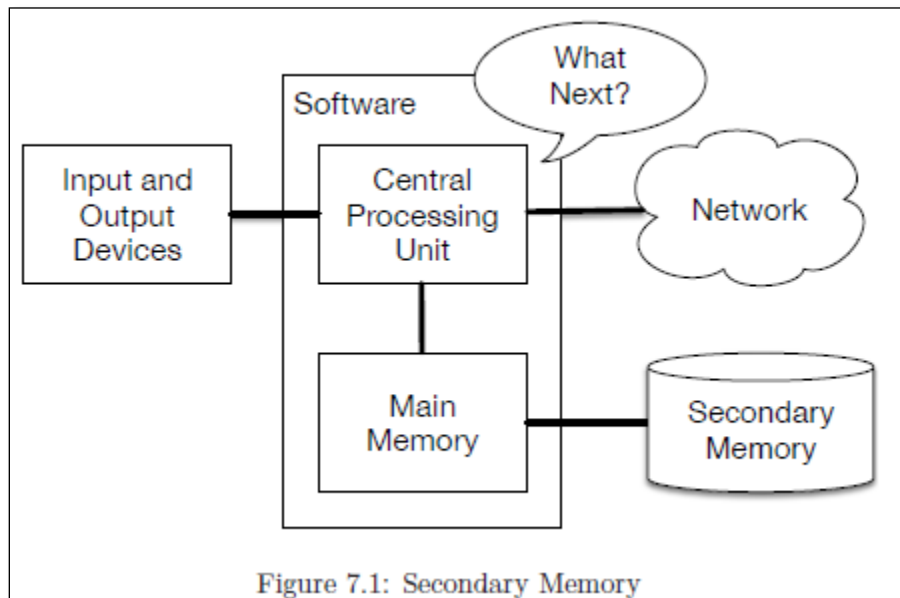 What
Next?
Software
Input and
Output
Devices
Central
Processing
Unit
Network
Main
Memory
Secondary
Memory
Figure 7.1: Secondary Memory